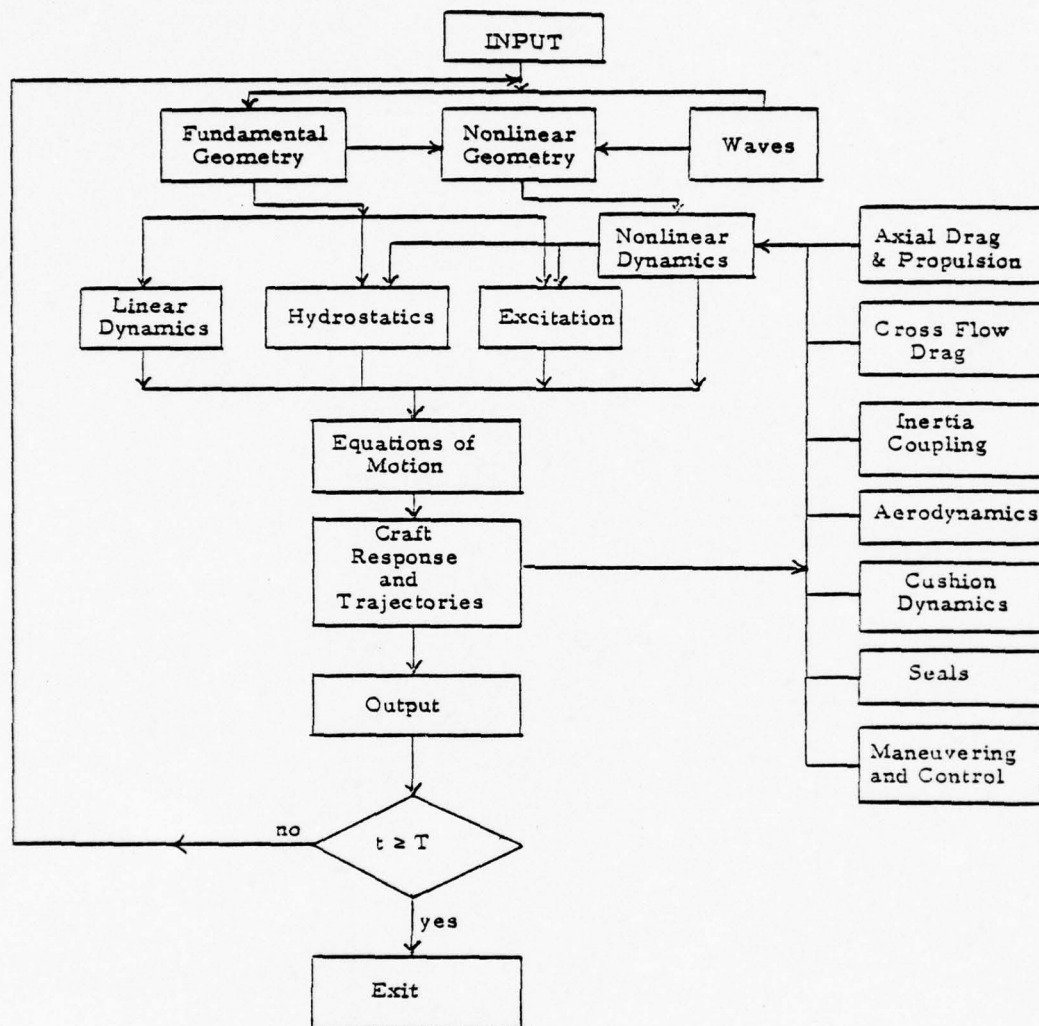 INPUT
Fundamental
Geometry
Nonlinear
Geometry
Waves
Nonlinear
Dynamics
Axial Drag
& Propulsion
Linear
Dynamics
Hydrostatics
Excitation
Cross Flow
Drag
Equations of
Motion
Inertia
Coupling
Craft
Response
and
Trajectories
Aerodynamics
Cushion
Dynamics
Output
Seals
Maneuvering
and Control
no
t ≥ T
yes
Exit